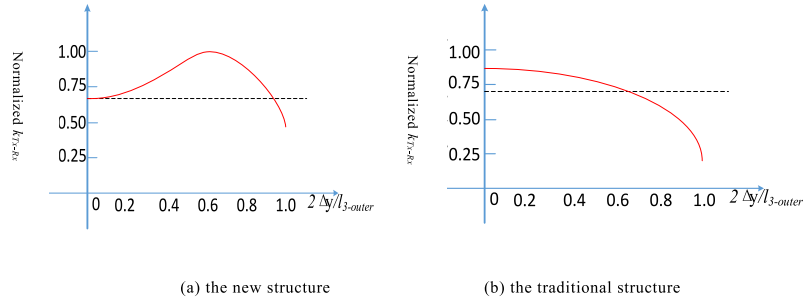 Normalized kTx-Rx
1.00
0.75
0.50
0.25
0 0.2 0.4 0.6 0.8 1.0 2 Δy/l3-outer
(a) the new structure
Normalized kTx-Rx
1.00
0.75
0.50
0.25
0 0.2 0.4 0.6 0.8 1.0 2 Δy/l3-outer
(b) the traditional structure